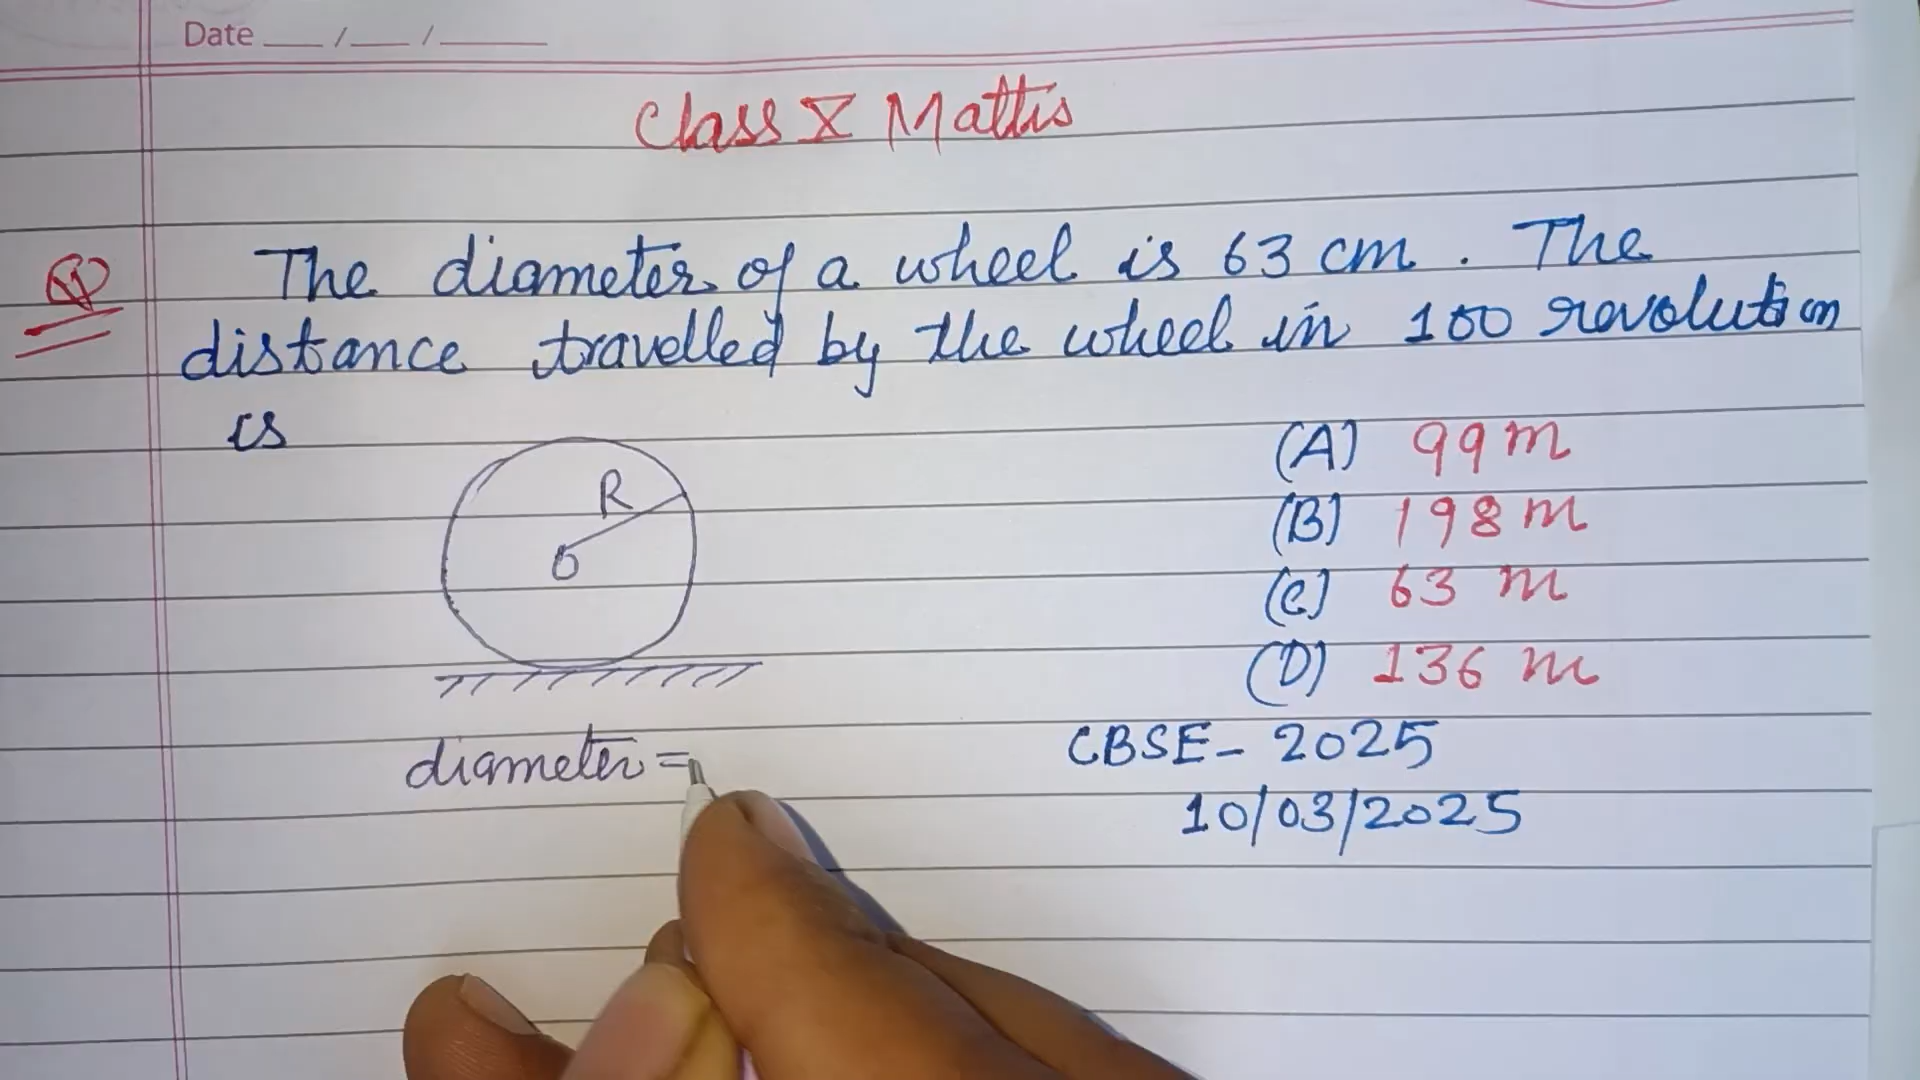 Date ___/___/_____
Class X Maths
Q The diameter of a wheel is 63 cm. The
distance travelled by the wheel in 100 revolution
is
(A) 99 m
(B) 198 m
(C) 63 m
(D) 136 m
R
O
diameter =
CBSE - 2025
10/03/2025